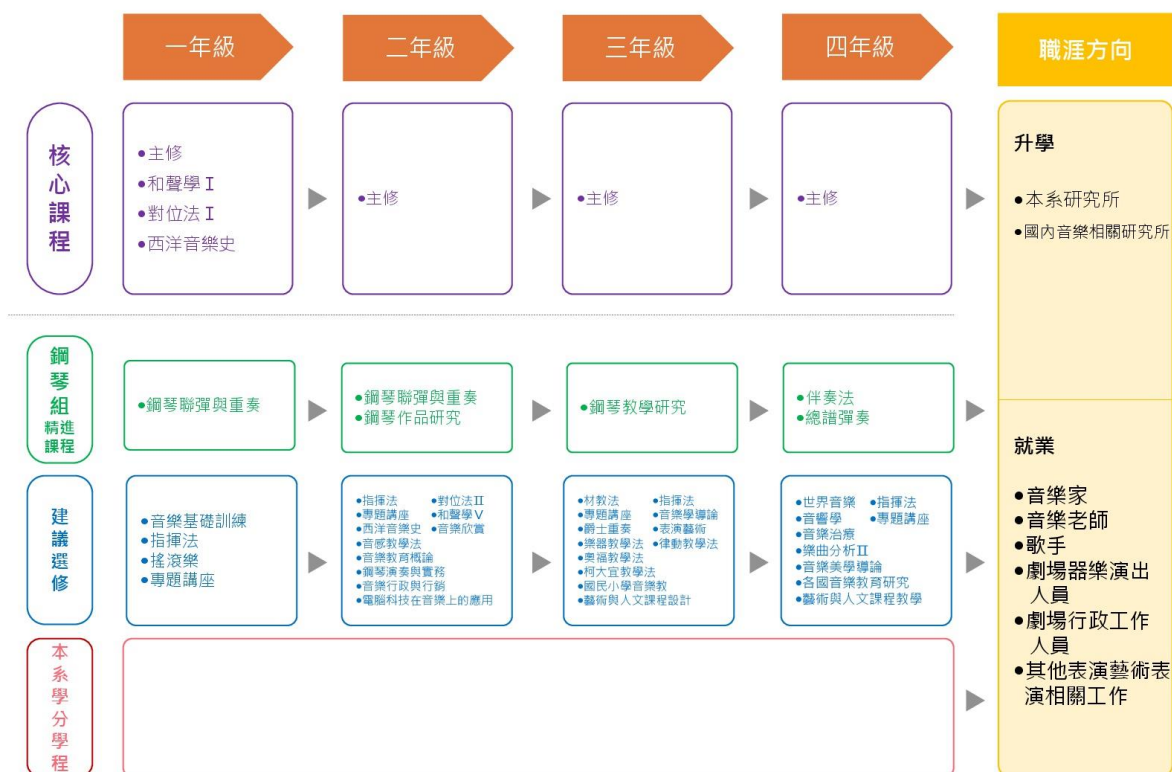 一年級
二年級
三年級
四年級
職涯方向
核心課程
●主修
●和聲學 I
●對位法 I
●西洋音樂史
●主修
●主修
●主修
升學
●本系研究所
●國內音樂相關研究所
鋼琴組
精進
課程
●鋼琴聯彈與重奏
●鋼琴聯彈與重奏
●鋼琴作品研究
●鋼琴教學研究
●伴奏法
●總譜彈奏
建議選修
●音樂基礎訓練
●指揮法
●搖滾樂
●專題講座
●指揮法 ●對位法II
●專題講座 ●和聲學V
●西洋音樂史 ●音樂欣賞
●音感教學法
●音樂教育概論
●鋼琴演奏與實務
●音樂行政與行銷
●電腦科技在音樂上的應用
●材教法 ●指揮法
●專題講座 ●音樂學導論
●爵士重奏 ●表演藝術
●樂器教學法 ●律動教學法
●奧福教學法
●柯大宜教學法
●國民小學音樂教
●藝術與人文課程設計
●世界音樂 ●指揮法
●音響學 ●專題講座
●音樂治療
●樂曲分析II
●音樂美學導論
●各國音樂教育研究
●藝術與人文課程教學
就業
●音樂家
●音樂老師
●歌手
●劇場器樂演出
人員
●劇場行政工作
人員
●其他表演藝術表
演相關工作
本系學分學程